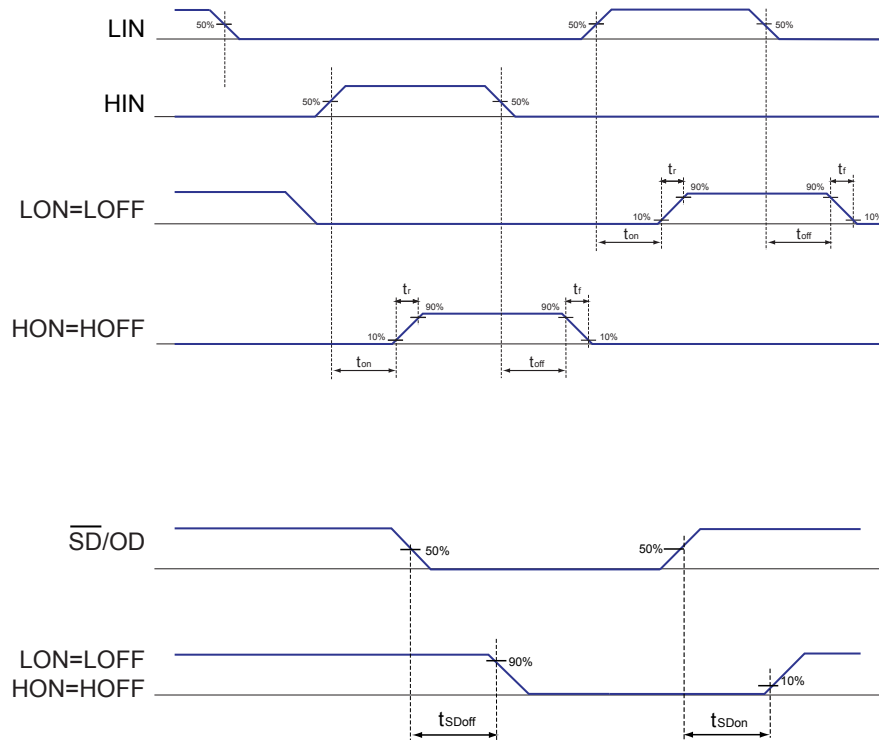 LIN
50%
50%
50%
HIN
50%
50%
LON=LOFF
tr
tf
90%
90%
10%
10%
ton
toff
HON=HOFF
tr
tf
90%
90%
10%
10%
ton
toff
SD/OD
50%
50%
LON=LOFF
HON=HOFF
90%
10%
tSDoff
tSDon